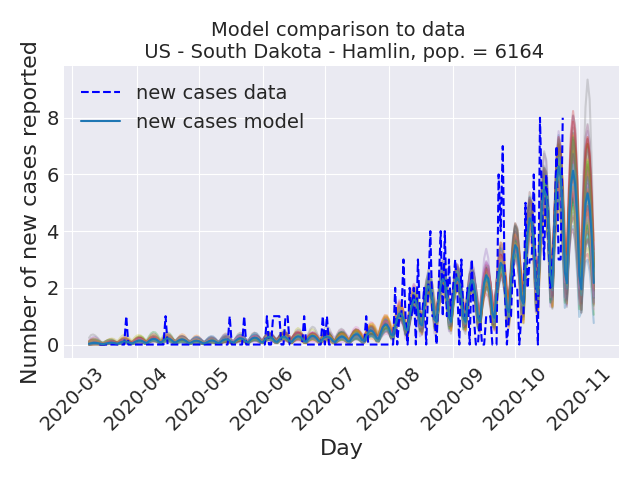 Model comparison to data
US - South Dakota - Hamlin, pop. = 6164
Number of new cases reported
new cases data
new cases model
8
6
4
2
0
2020-03
2020-04
2020-05
2020-06
2020-07
2020-08
2020-09
2020-10
2020-11
Day